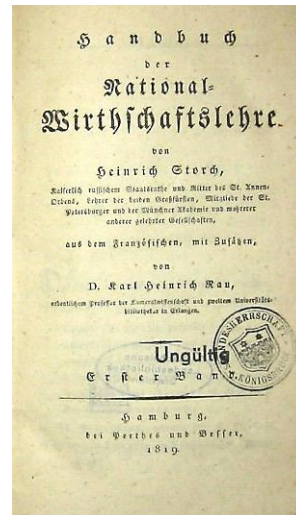 Handbuch
der
National-
Wirthschaftslehre
von
Heinrich Storch,
Kaiserlich russischem Staatsrathe und Ritter des St. Annen-
Ordens, Lehrer der beiden Großfürsten, Mitgliede der St.
Petersburger und der Münchner Akademie und mehrerer
anderer gelehrter Gesellschaften,
aus dem Französischen, mit Zusätzen,
von
D. Karl Heinrich Rau,
ordentlichem Professor der Kameralwissenschaft und zweitem Universitäts-
bibliothekar in Erlangen.
Ungültig
Erster Band.
Hamburg,
bei Perthes und Besser,
1819.